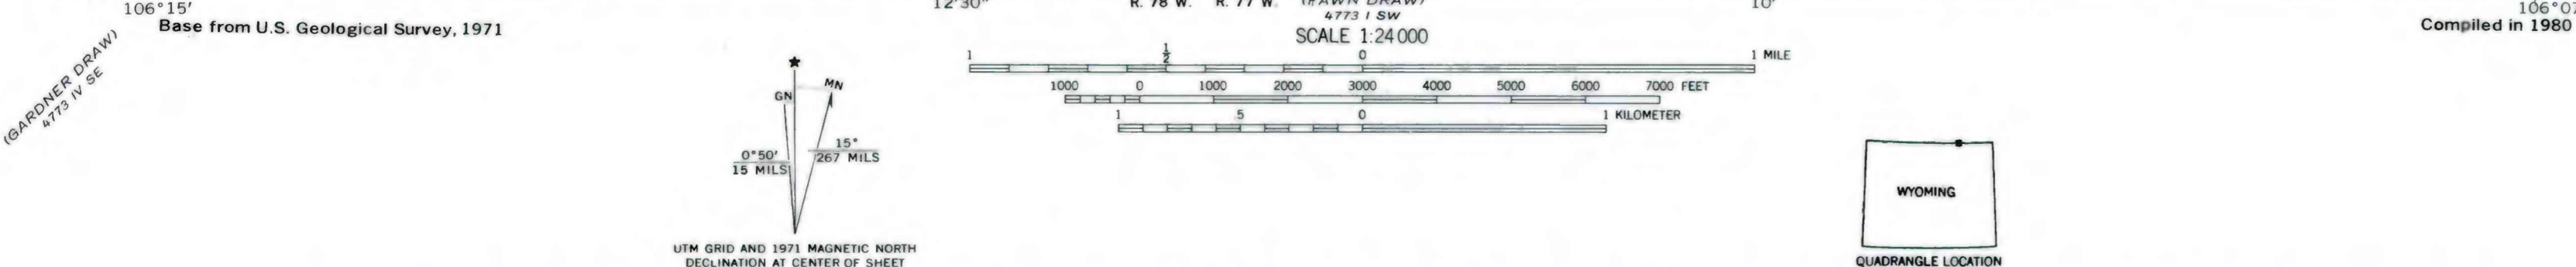 106°15'
12'30"
R. 78 W. R. 77 W. (FAWN DRAW)
10'
106°07
4773 I SW
Base from U.S. Geological Survey, 1971
Compiled in 1980
(GARDNER DRAW)
4773 IV SE
SCALE 1:24 000
1 1/2 0 1 MILE
1000 0 1000 2000 3000 4000 5000 6000 7000 FEET
1 .5 0 1 KILOMETER
★
GN MN
0°50'
15 MILS
15°
267 MILS
UTM GRID AND 1971 MAGNETIC NORTH
DECLINATION AT CENTER OF SHEET
WYOMING
QUADRANGLE LOCATION